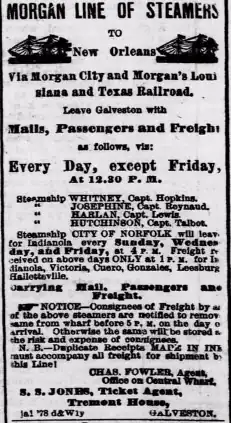 MORGAN LINE OF STEAMERS
TO
New Orleans
Via Morgan City and Morgan's Loui
siana and Texas Railroad.
Leave Galveston with
Mails, Passengers and Freight
as follows, viz:
Every Day, except Friday,
At 12.30 P. M.
Steamship WHITNEY, Capt. Hopkins.
" JOSEPHINE, Capt. Reynaud.
" HARLAN, Capt. Lewis.
" HUTCHINSON, Capt. Talbot.
Steamship CITY OF NORFOLK will leav
for Indianola every Sunday, Wednes
day, and Friday, at 4 P. M. Freight r
ceived on above days ONLY at 1 P. M. for In
dianola, Victoria, Cuero, Gonzales, Leesburg
Hallettsville.
Carrying Mail, Passengers and
Freight.
NOTICE—Consignees of Freight by a
of the above steamers are notified to remov
same from wharf before 5 P. M. on the day o
arrival. Otherwise the same will be stored a
the risk and expense of consignees.
N. B.—Duplicate Receipts MADE IN INK
must accompany all freight for shipment b
this Line!
CHAS. FOWLER, Agent,
Office on Central Wharf.
S. S. JONES, Ticket Agent,
Tremont House,
ja1 '78 d&w1y GALVESTON.